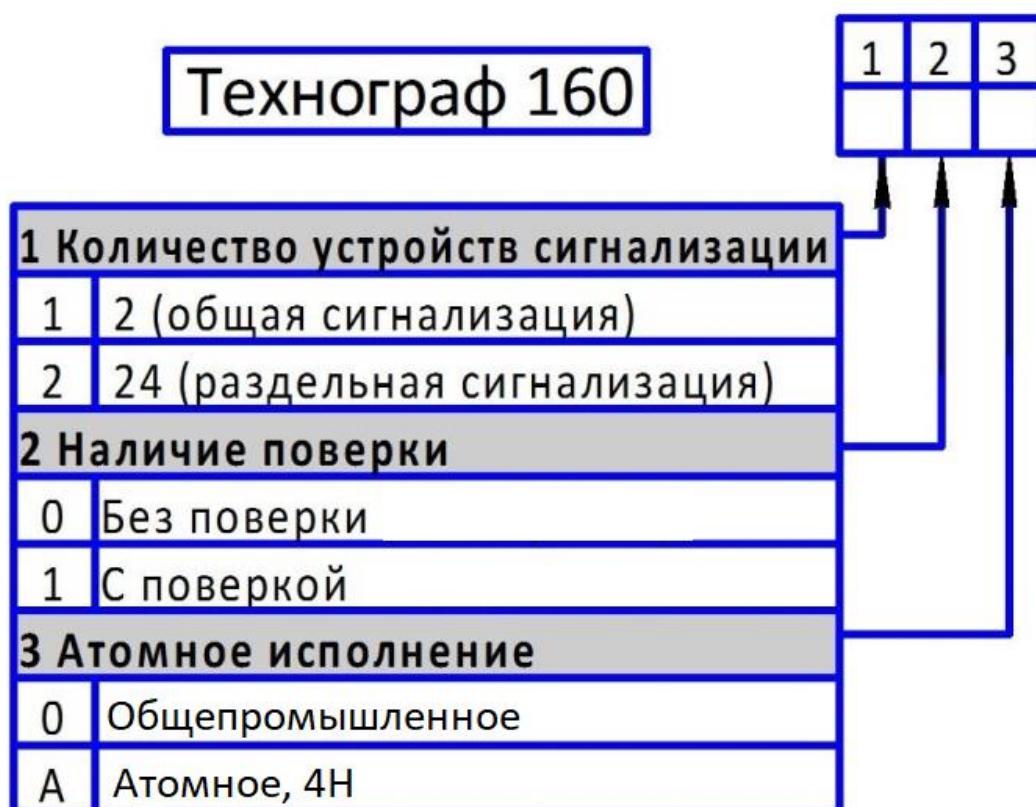 Технограф 160
1 2 3
1 Количество устройств сигнализации
1 2 (общая сигнализация)
2 24 (раздельная сигнализация)
2 Наличие поверки
0 Без поверки
1 С поверкой
3 Атомное исполнение
0 Общепромышленное
А Атомное, 4Н